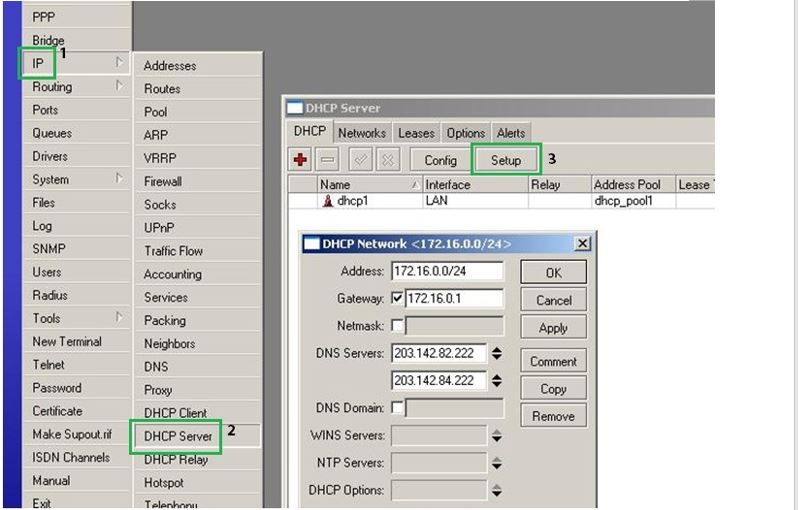 PPP
Bridge
1
IP
Routing
Ports
Queues
Drivers
System
Files
Log
SNMP
Users
Radius
Tools
New Terminal
Telnet
Password
Certificate
Make Supout.rif
ISDN Channels
Manual
Exit
Addresses
Routes
Pool
ARP
VRRP
Firewall
Socks
UPnP
Traffic Flow
Accounting
Services
Packing
Neighbors
DNS
Proxy
DHCP Client
DHCP Server 2
DHCP Relay
Hotspot
Telephony
DHCP Server
DHCP Networks Leases Options Alerts
Config Setup 3
Name Interface Relay Address Pool Lease
dhcp1 LAN dhcp_pool1
DHCP Network <172.16.0.0/24>
Address: 172.16.0.0/24 OK
Gateway: 172.16.0.1 Cancel
Netmask: Apply
DNS Servers: 203.142.82.222 Comment
203.142.84.222 Copy
DNS Domain: Remove
WINS Servers:
NTP Servers:
DHCP Options: